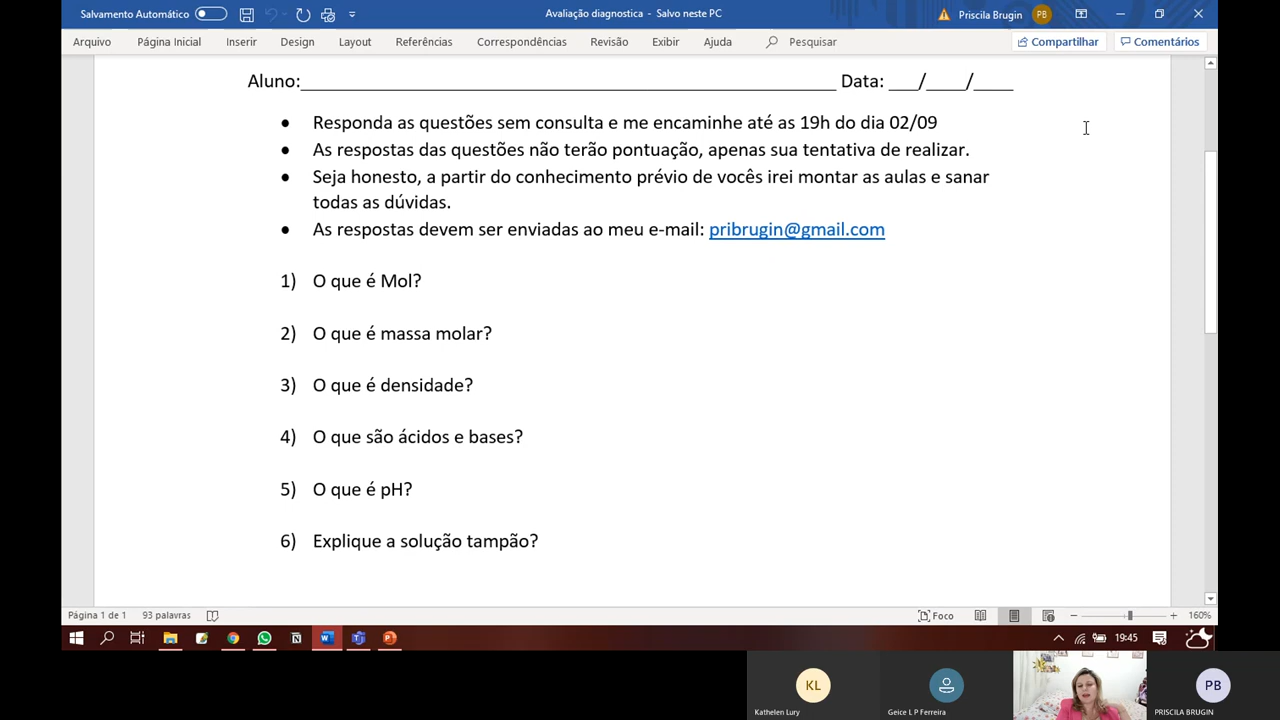 Salvamento Automático
Avaliação diagnostica - Salvo neste PC
Priscila Brugin
PB
Arquivo
Página Inicial
Inserir
Design
Layout
Referências
Correspondências
Revisão
Exibir
Ajuda
Pesquisar
Compartilhar
Comentários
Aluno:______________________________________________________ Data: ___/____/____
• Responda as questões sem consulta e me encaminhe até as 19h do dia 02/09
• As respostas das questões não terão pontuação, apenas sua tentativa de realizar.
• Seja honesto, a partir do conhecimento prévio de vocês irei montar as aulas e sanar
todas as dúvidas.
• As respostas devem ser enviadas ao meu e-mail: pribrugin@gmail.com
1) O que é Mol?
2) O que é massa molar?
3) O que é densidade?
4) O que são ácidos e bases?
5) O que é pH?
6) Explique a solução tampão?
Página 1 de 1
93 palavras
Foco
160%
19:45
KL
Kathelen Lury
Geice L P Ferreira
PB
PRISCILA BRUGIN